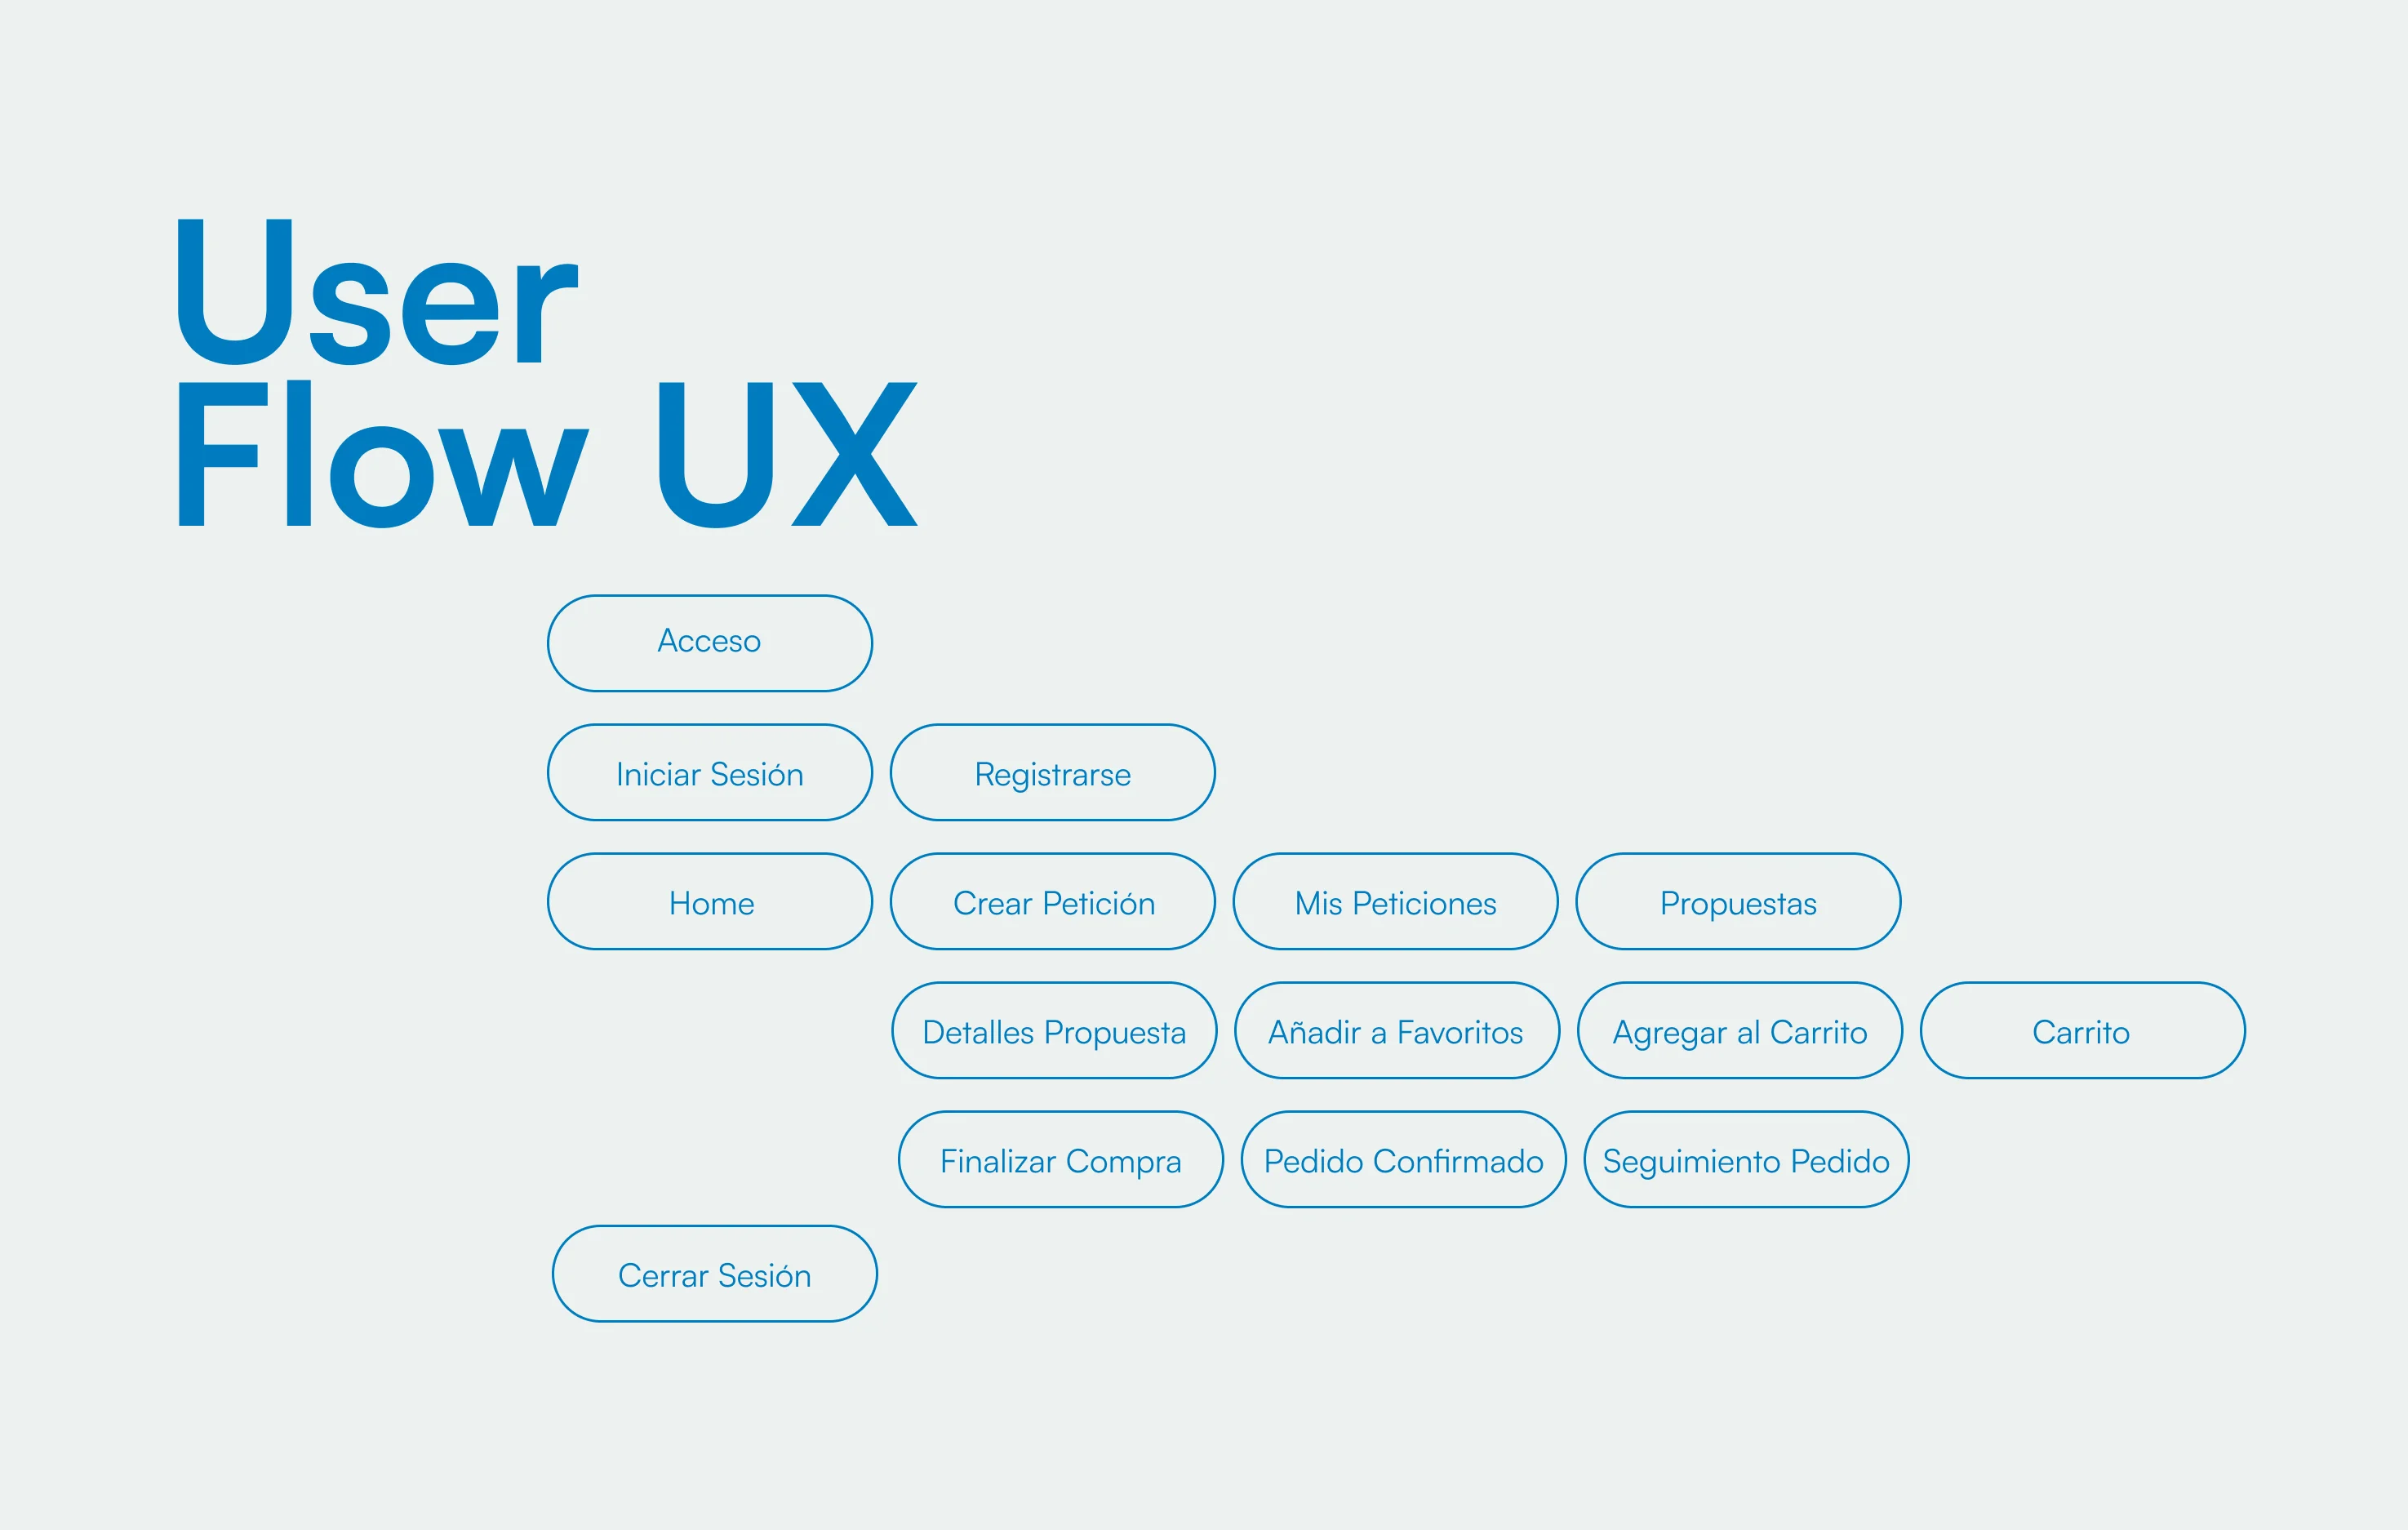 User
Flow UX
Acceso
Iniciar Sesión
Registrarse
Home
Crear Petición
Mis Peticiones
Propuestas
Detalles Propuesta
Añadir a Favoritos
Agregar al Carrito
Carrito
Finalizar Compra
Pedido Confirmado
Seguimiento Pedido
Cerrar Sesión